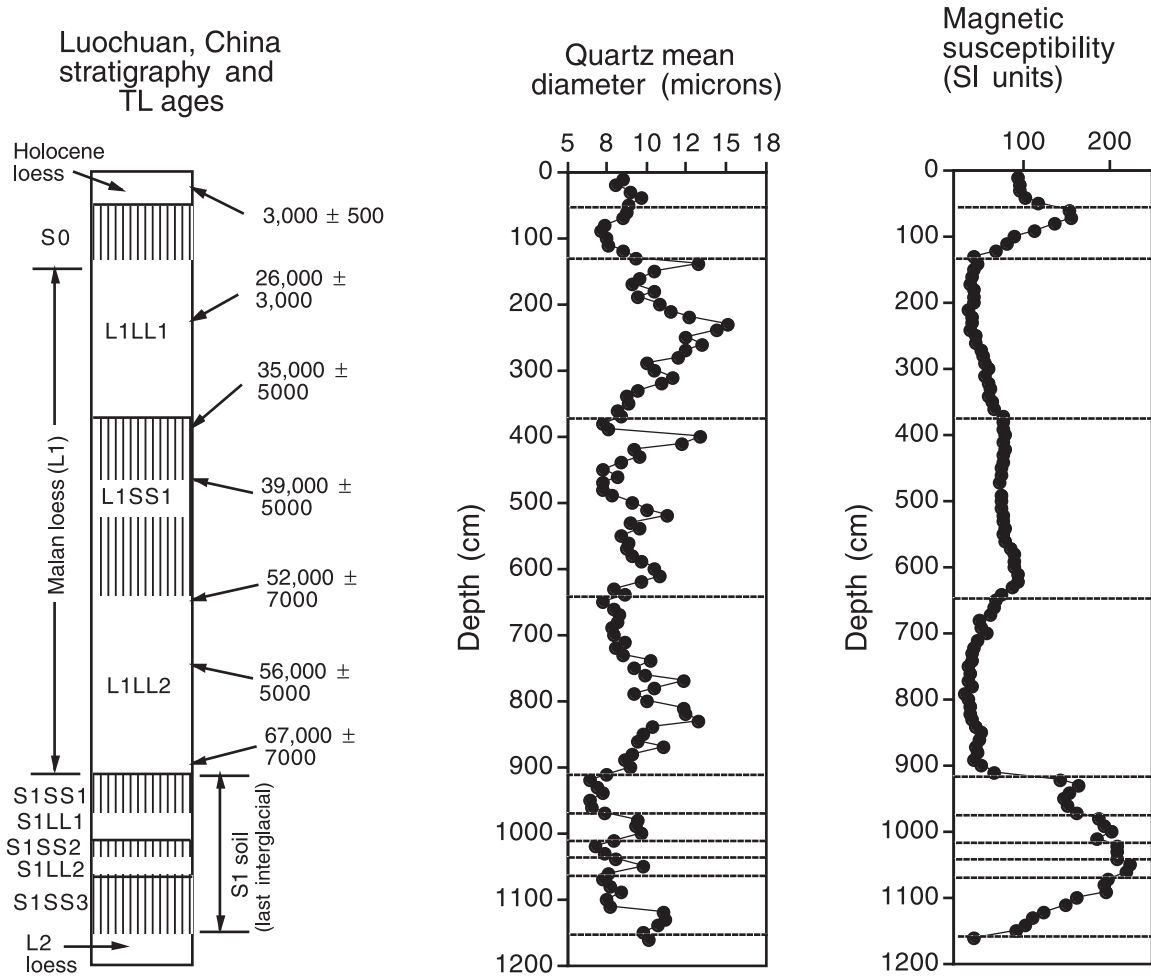 Luochuan, China
stratigraphy and
TL ages
Holocene
loess
S0
Malan loess (L1)
L1LL1
L1SS1
L1LL2
S1SS1
S1LL1
S1SS2
S1LL2
S1SS3
L2
loess
3,000 ± 500
26,000 ±
3,000
35,000 ±
5000
39,000 ±
5000
52,000 ±
7000
56,000 ±
5000
67,000 ±
7000
S1 soil
(last interglacial)
Quartz mean
diameter (microns)
5 8 10 12 15 18
Depth (cm)
0
100
200
300
400
500
600
700
800
900
1000
1100
1200
Magnetic
susceptibility
(SI units)
100 200
Depth (cm)
0
100
200
300
400
500
600
700
800
900
1000
1100
1200